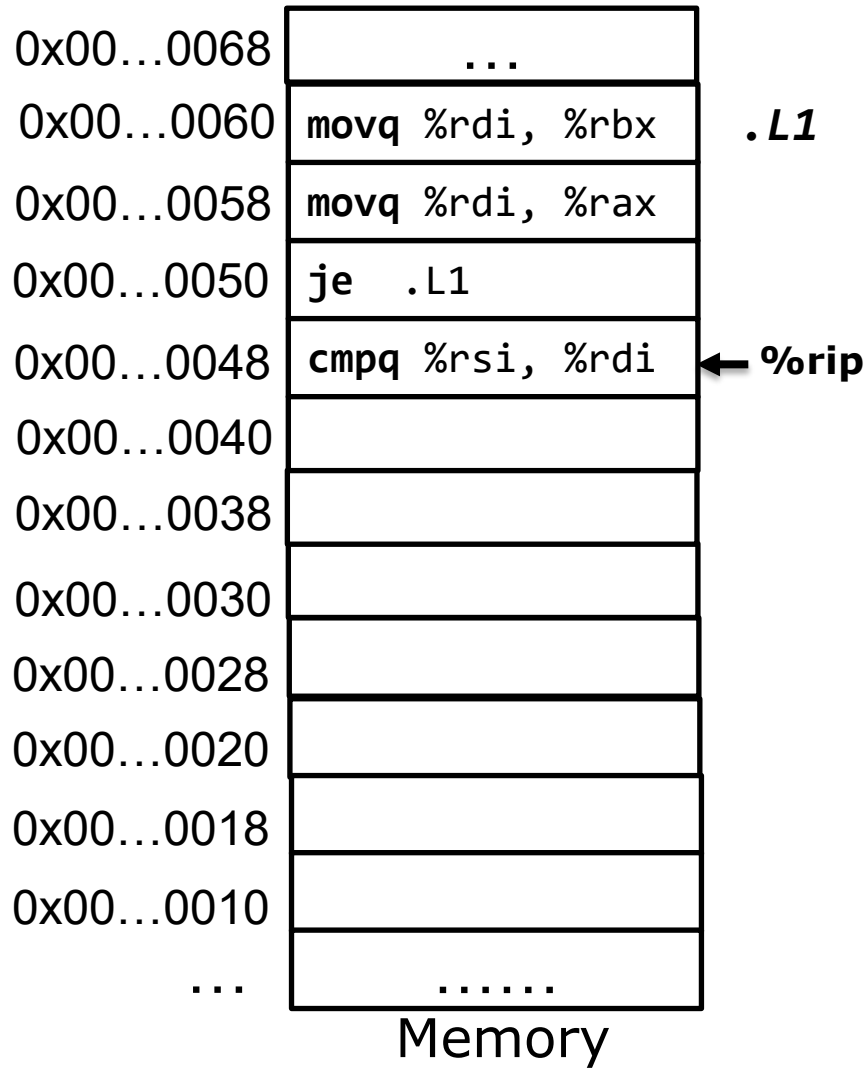 0x00…0068 ...
0x00…0060 movq %rdi, %rbx .L1
0x00…0058 movq %rdi, %rax
0x00…0050 je .L1
0x00…0048 cmpq %rsi, %rdi %rip
0x00…0040
0x00…0038
0x00…0030
0x00…0028
0x00…0020
0x00…0018
0x00…0010
... ......
Memory